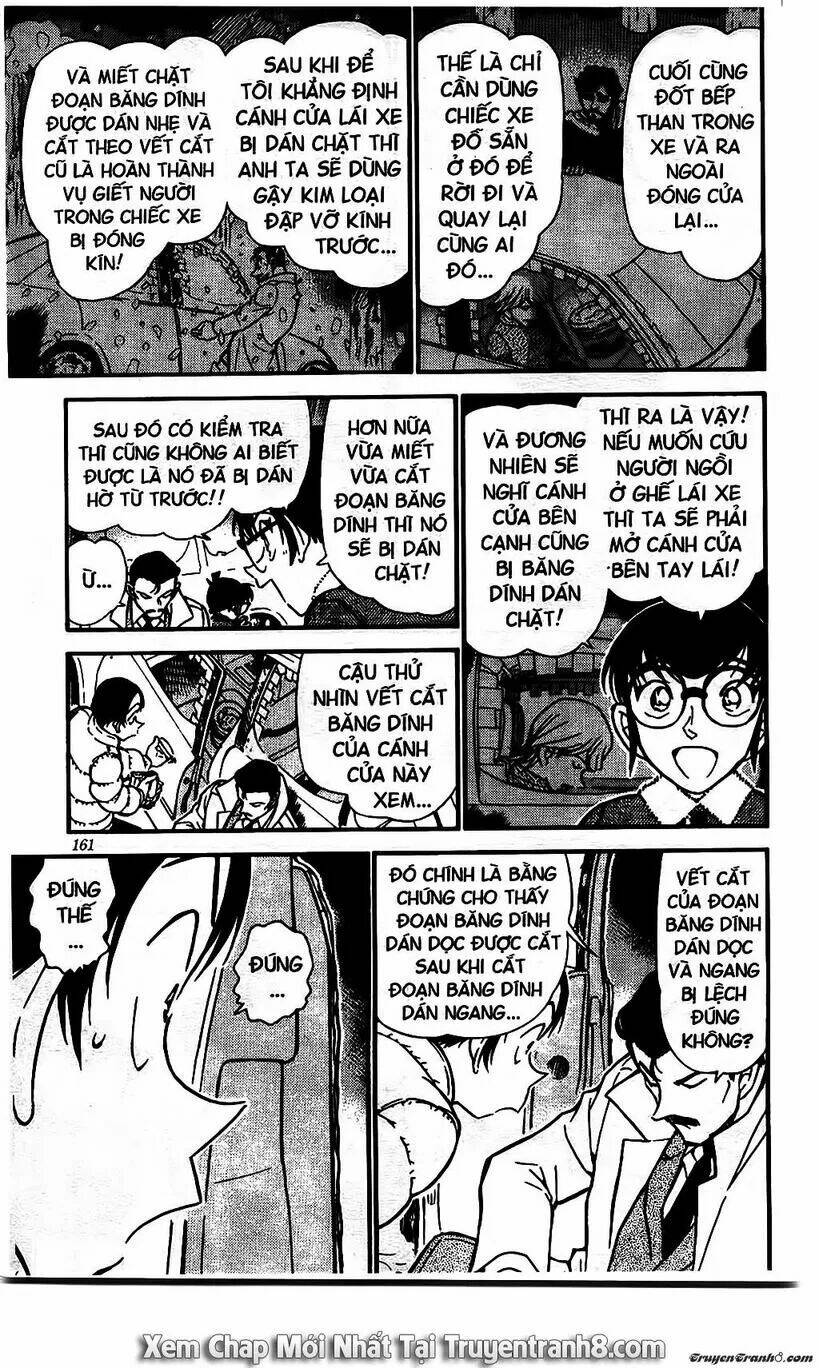 CUỐI CÙNG
ĐỐT BẾP
THAN TRONG
XE VÀ RA
NGOÀI
ĐÓNG CỬA
LẠI...
THẾ LÀ CHỈ
CẦN DÙNG
CHIẾC XE
ĐỖ SẴN
Ở ĐÓ ĐỂ
RỜI ĐI VÀ
QUAY LẠI
CÙNG AI
ĐÓ...
SAU KHI ĐỂ
TÔI KHẲNG ĐỊNH
CÁNH CỬA LÁI XE
BỊ DÁN CHẶT THÌ
ANH TA SẼ DÙNG
GẬY KIM LOẠI
ĐẬP VỠ KÍNH
TRƯỚC...
VÀ MIẾT CHẶT
ĐOẠN BĂNG DÍNH
ĐƯỢC DÁN NHẸ VÀ
CẮT THEO VẾT CẮT
CŨ LÀ HOÀN THÀNH
VỤ GIẾT NGƯỜI
TRONG CHIẾC XE
BỊ ĐÓNG
KÍN!
THÌ RA LÀ VẬY!
NẾU MUỐN CỨU
NGƯỜI NGỒI
Ở GHẾ LÁI XE
THÌ TA SẼ PHẢI
MỞ CÁNH CỬA
BÊN TAY LÁI!
VÀ ĐƯƠNG
NHIÊN SẼ
NGHĨ CÁNH
CỬA BÊN
CẠNH CŨNG
BỊ BĂNG
DÍNH DÁN
CHẶT!
HƠN NỮA
VỪA MIẾT
VỪA CẮT
ĐOẠN BĂNG
DÍNH THÌ NÓ
SẼ BỊ DÁN
CHẶT!
SAU ĐÓ CÓ KIỂM TRA
THÌ CŨNG KHÔNG AI BIẾT
ĐƯỢC LÀ NÓ ĐÃ BỊ DÁN
HỜ TỪ TRƯỚC!!
Ừ...
CẬU THỬ
NHÌN VẾT CẮT
BĂNG DÍNH
CỦA CÁNH
CỬA NÀY
XEM...
161
VẾT CẮT
CỦA ĐOẠN
BĂNG DÍNH
DÁN DỌC
VÀ NGANG
BỊ LỆCH
ĐÚNG
KHÔNG?
ĐÓ CHÍNH LÀ BẰNG
CHỨNG CHO THẤY
ĐOẠN BĂNG DÍNH
DÁN DỌC ĐƯỢC CẮT
SAU KHI CẮT
ĐOẠN BĂNG DÍNH
DÁN NGANG...
ĐÚNG
...
ĐÚNG
THẾ
...
Xem Chap Mới Nhất Tại Truyentranh8.com
TruyenTranh8.com